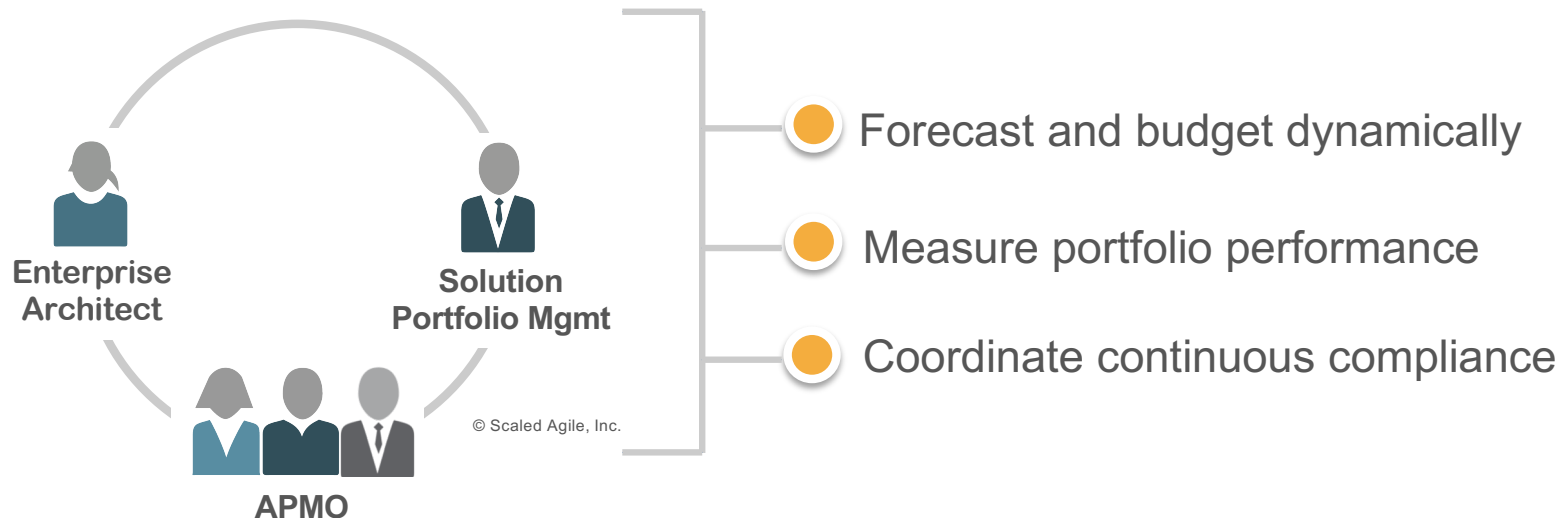 Enterprise
Architect
Solution
Portfolio Mgmt
APMO
© Scaled Agile, Inc.
Forecast and budget dynamically
Measure portfolio performance
Coordinate continuous compliance